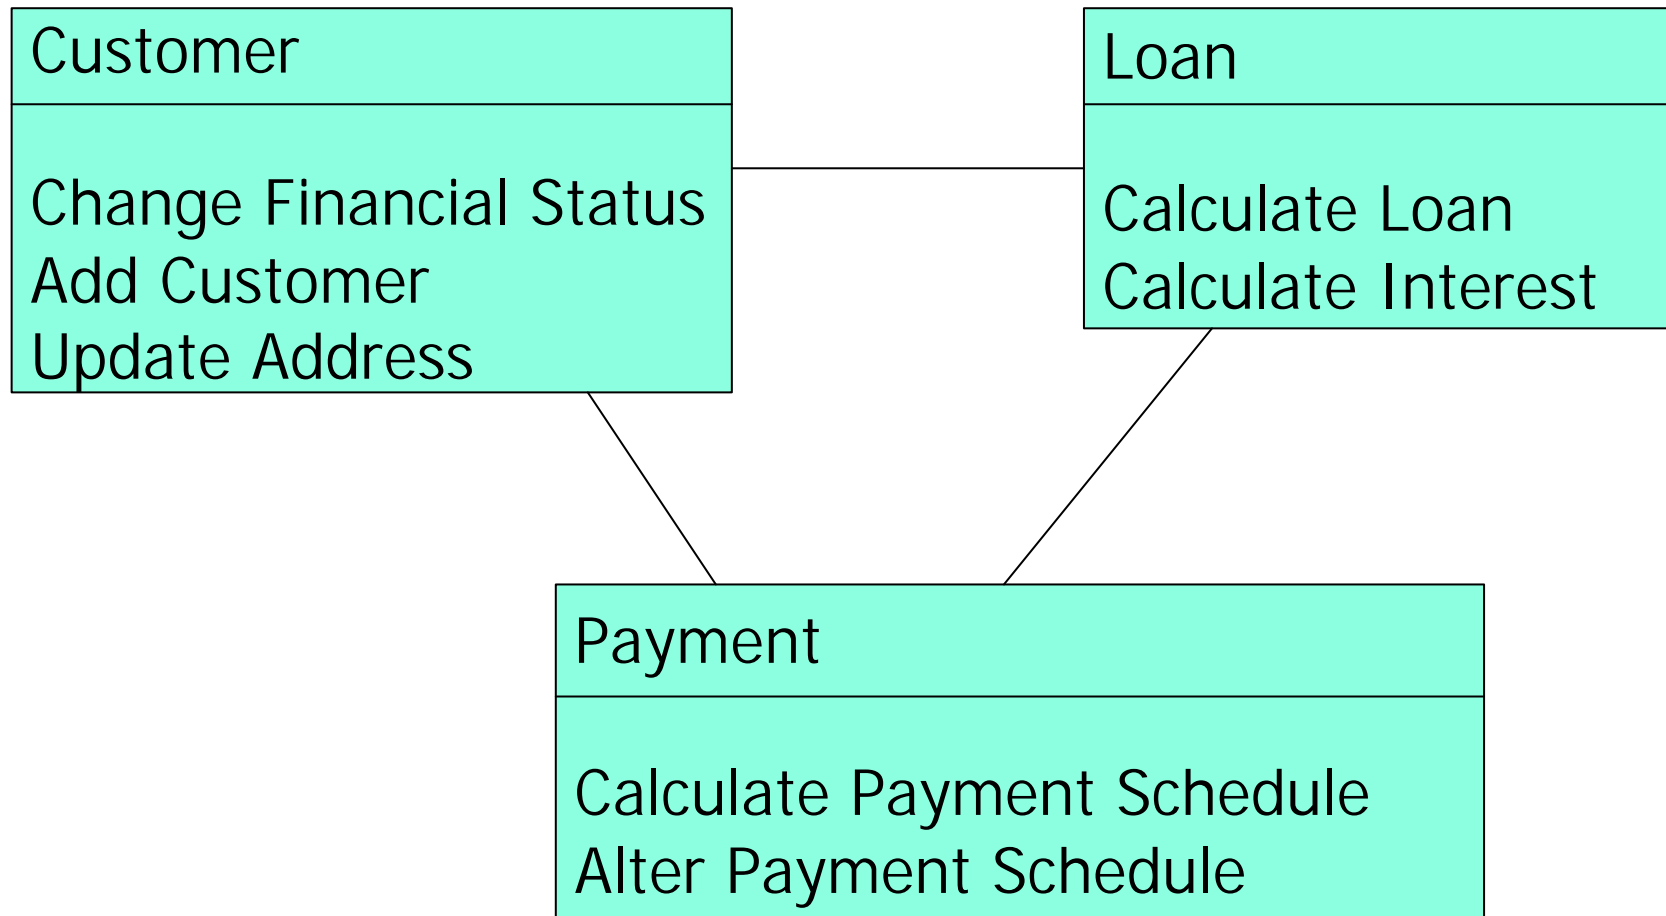 Customer
Change Financial Status
Add Customer
Update Address
Loan
Calculate Loan
Calculate Interest
Payment
Calculate Payment Schedule
Alter Payment Schedule